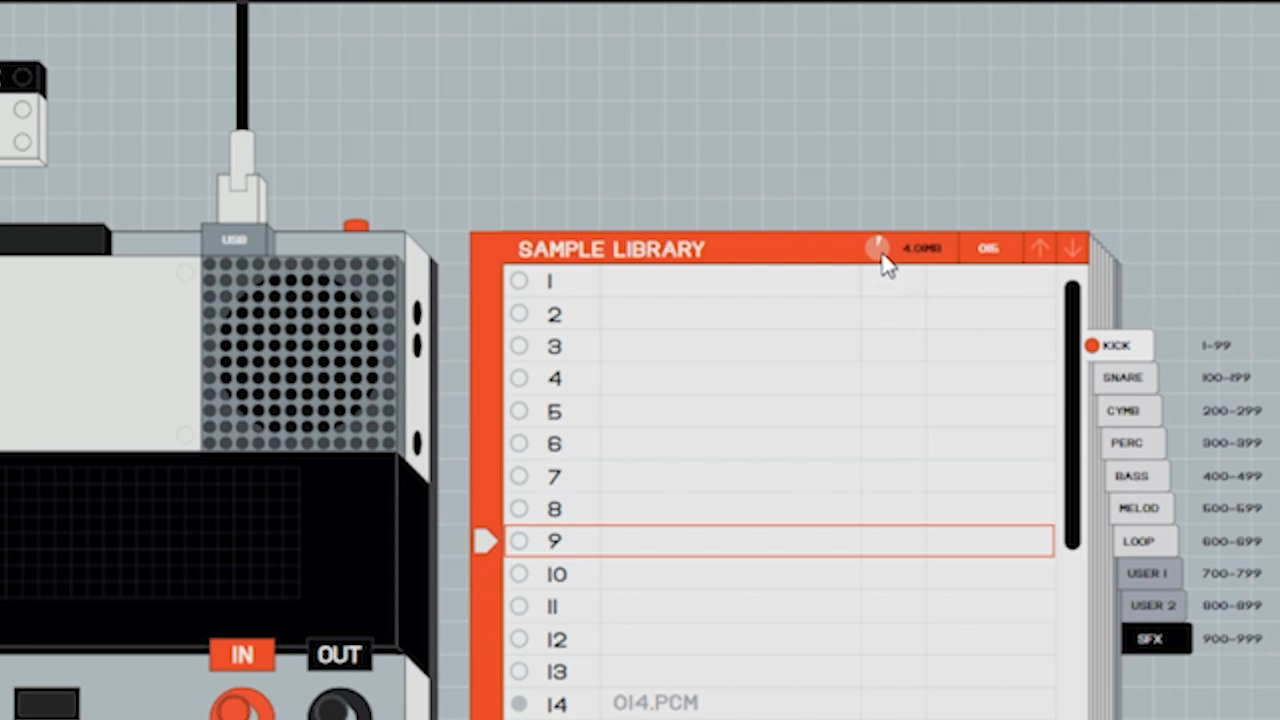 USB
SAMPLE LIBRARY 4.01MB 015
1
2
3
4
5
6
7
8
9
10
11
12
13
14 014.PCM
KICK 1-99
SNARE 100-199
CYMB 200-299
PERC 300-399
BASS 400-499
MELOD 500-599
LOOP 600-699
USER 1 700-799
USER 2 800-899
SFX 900-999
IN OUT